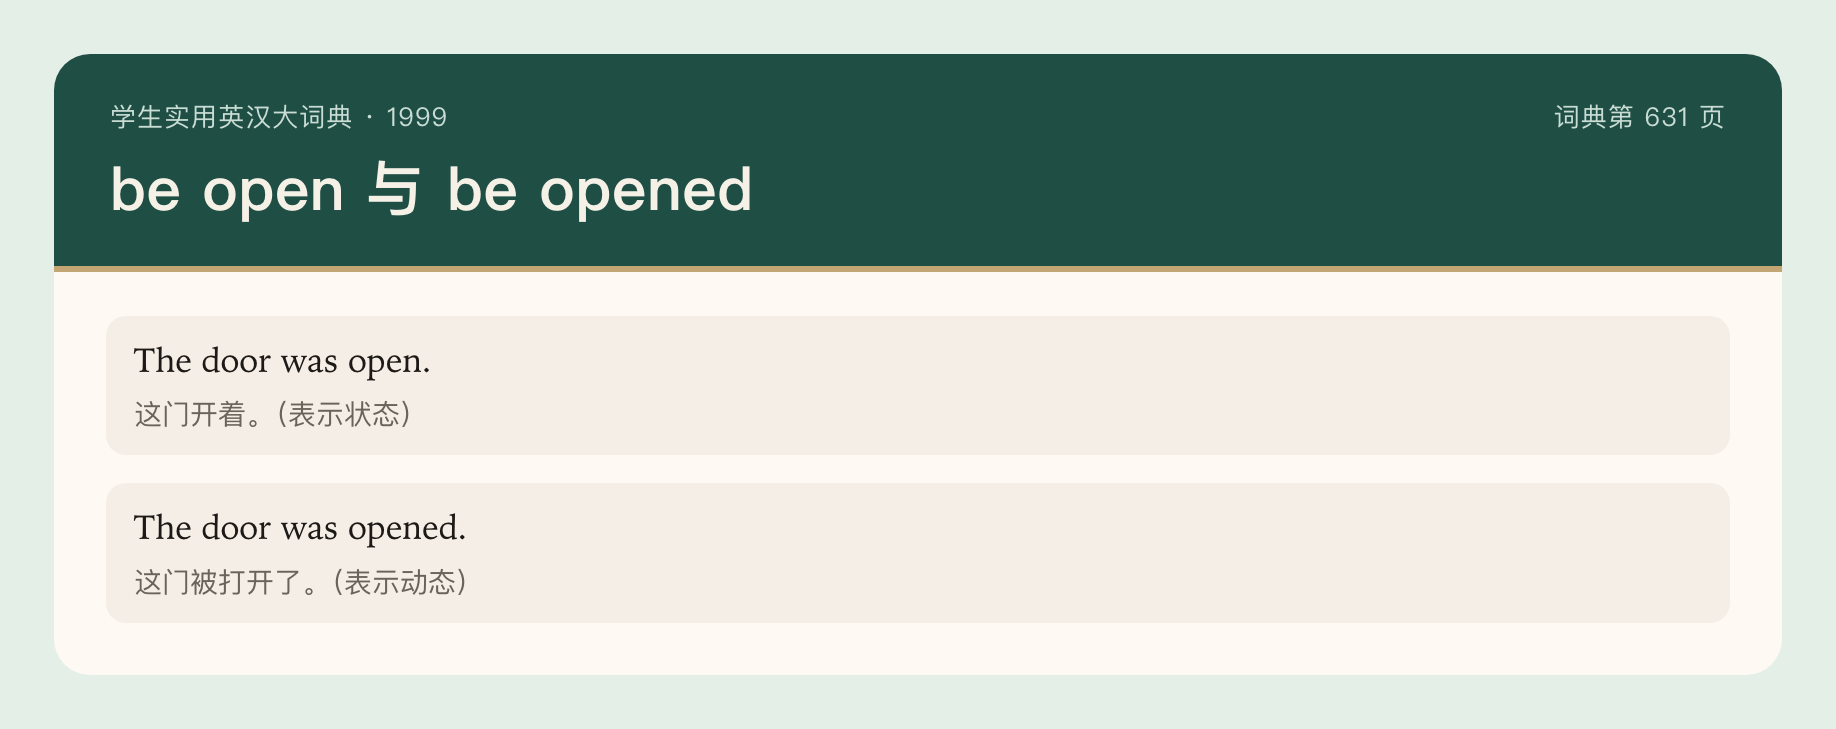 学生实用英汉大词典 · 1999
词典第 631 页
be open 与 be opened
The door was open.
这门开着。(表示状态)
The door was opened.
这门被打开了。(表示动态)